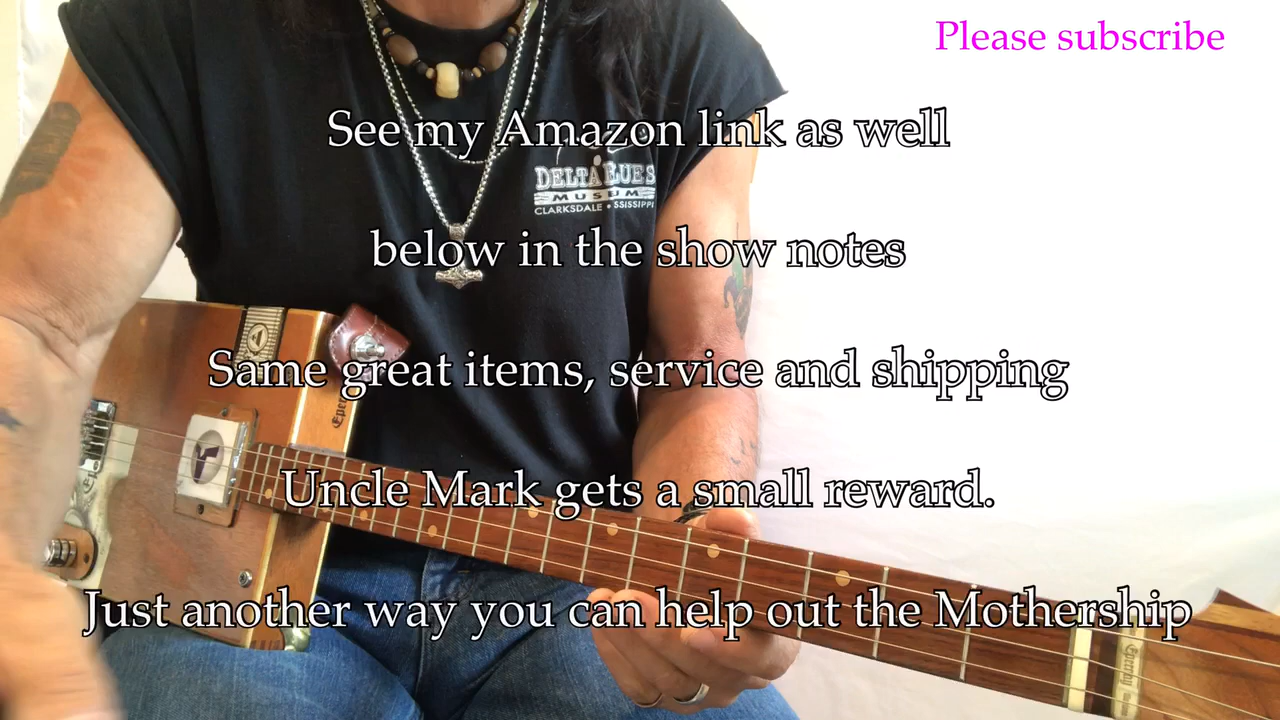 Please subscribe
See my Amazon link as well
DELTA BLUES
MUSEUM
CLARKSDALE •
below in the show notes
Same great items, service and shipping
Uncle Mark gets a small reward.
Just another way you can help out the Mothership